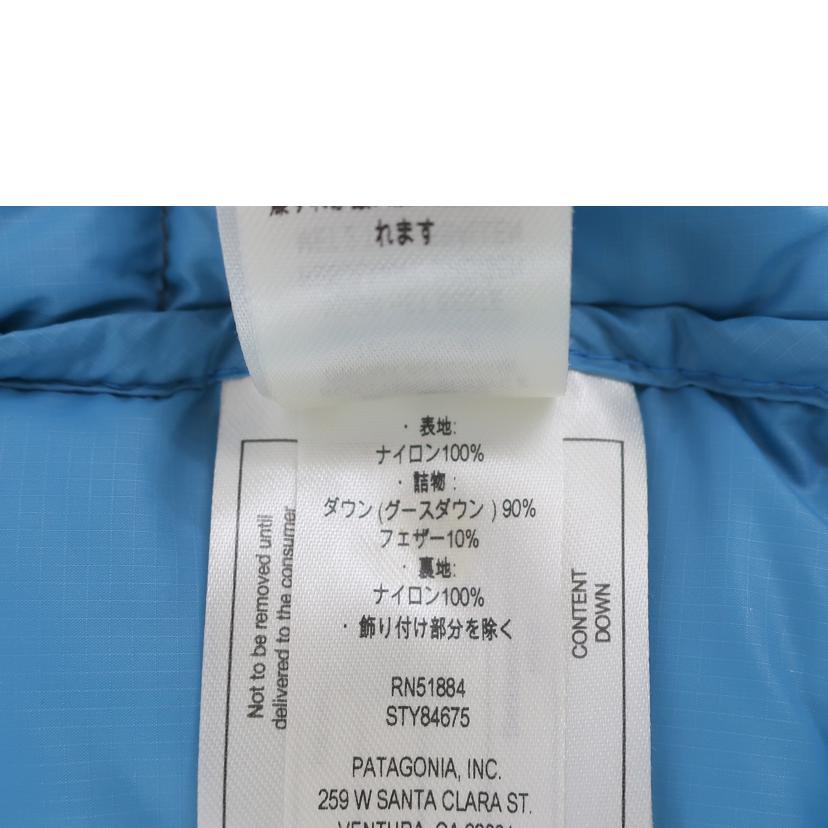 れます
・表地:
ナイロン100%
・詰物:
ダウン(グースダウン)90%
フェザー10%
・裏地:
ナイロン100%
・飾り付け部分を除く
RN51884
STY84675
PATAGONIA, INC.
259 W SANTA CLARA ST.
VENTURA, CA
Not to be removed until
delivered to the consumer
CONTENT
DOWN